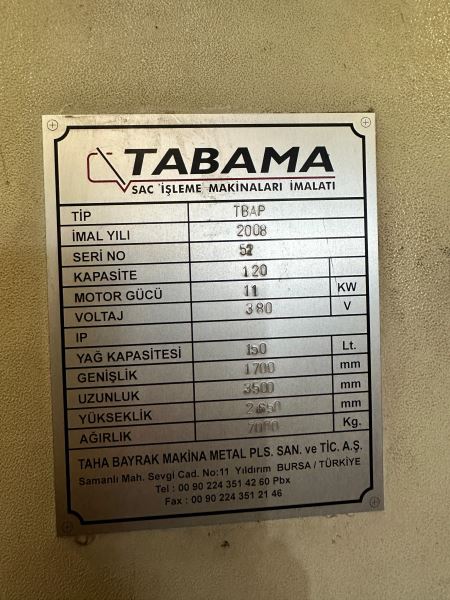 TABAMA
SAC İŞLEME MAKİNALARI İMALATI
TİP TBAP
İMAL YILI 2008
SERİ NO 52
KAPASİTE 120
MOTOR GÜCÜ 11 KW
VOLTAJ 380 V
IP
YAĞ KAPASİTESİ 150 Lt.
GENİŞLİK 1700 mm
UZUNLUK 3500 mm
YÜKSEKLİK 2650 mm
AĞIRLIK 7000 Kg.
TAHA BAYRAK MAKİNA METAL PLS. SAN. ve TİC. A.Ş.
Samanlı Mah. Sevgi Cad. No:11 Yıldırım BURSA / TÜRKİYE
Tel : 00 90 224 351 42 60 Pbx
Fax : 00 90 224 351 21 46